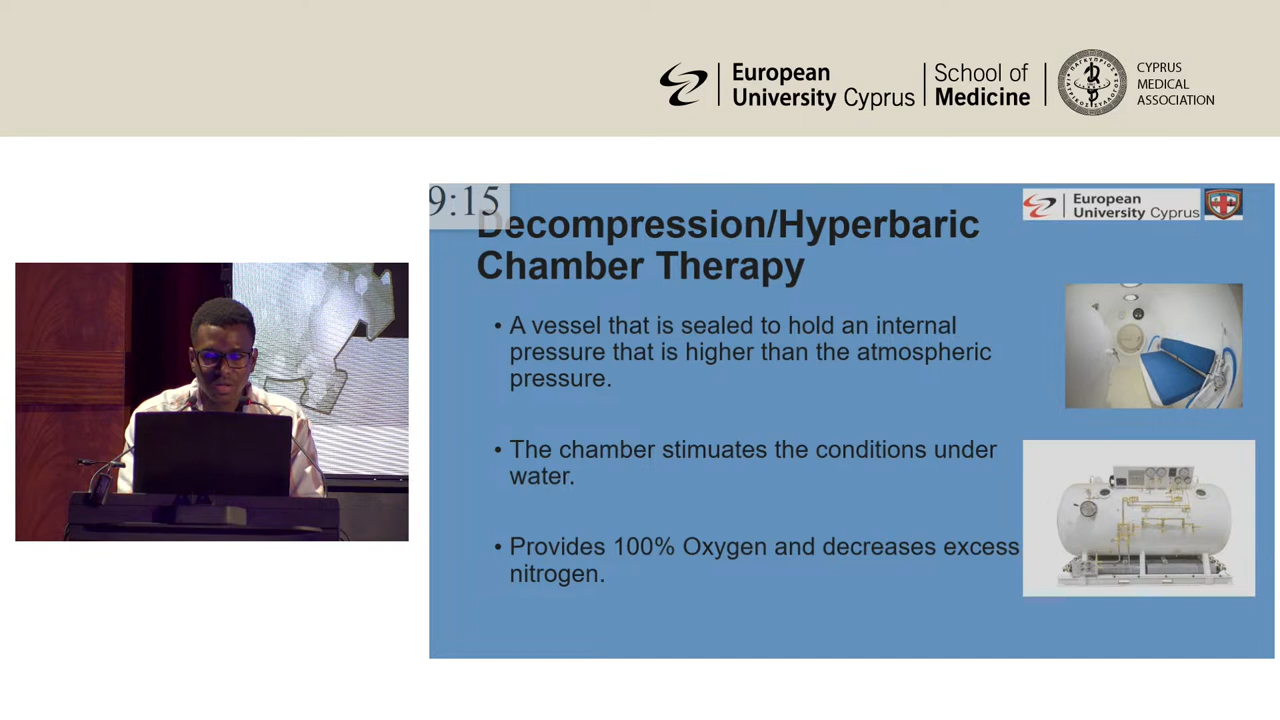 European
University Cyprus
School of
Medicine
CYPRUS
MEDICAL
ASSOCIATION
9:15
Decompression/Hyperbaric
Chamber Therapy
European
University Cyprus
• A vessel that is sealed to hold an internal
pressure that is higher than the atmospheric
pressure.
• The chamber stimuates the conditions under
water.
• Provides 100% Oxygen and decreases excess
nitrogen.